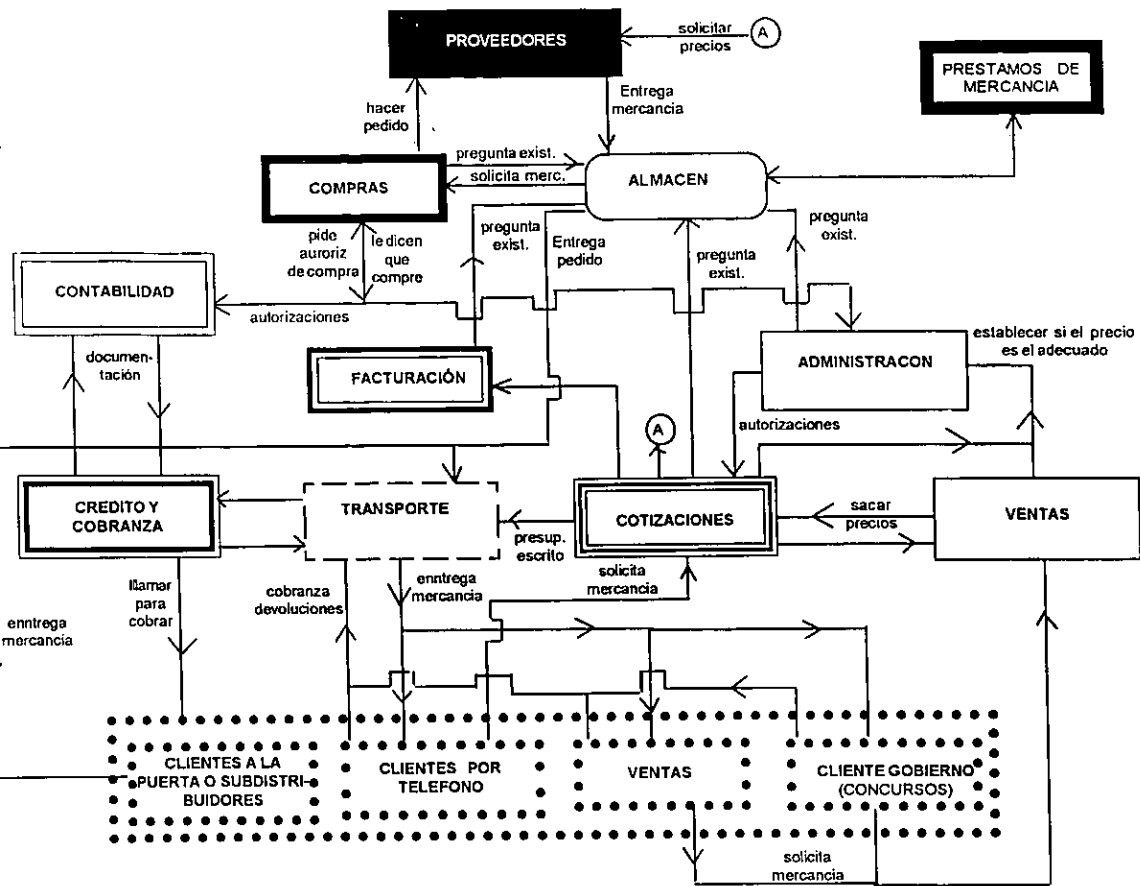 PROVEEDORES
solicitar
precios
A
PRESTAMOS DE
MERCANCIA
hacer
pedido
Entrega
mercancia
pregunta exist.
solicita merc.
COMPRAS
ALMACEN
pide
auroriz
de compra
le dicen
que
compre
pregunta
exist.
Entrega
pedido
pregunta
exist.
pregunta
exist.
CONTABILIDAD
autorizaciones
documen-
tación
FACTURACIÓN
ADMINISTRACON
establecer si el precio
es el adecuado
A
autorizaciones
CREDITO Y
COBRANZA
TRANSPORTE
presup.
escrito
COTIZACIONES
sacar
precios
VENTAS
llamar
para
cobrar
cobranza
devoluciones
enntrega
mercancia
solicita
mercancia
enntrega
mercancia
CLIENTES A LA
PUERTA O SUBDISTRI-
BUIDORES
CLIENTES POR
TELEFONO
VENTAS
CLIENTE GOBIERNO
(CONCURSOS)
solicita
mercancia